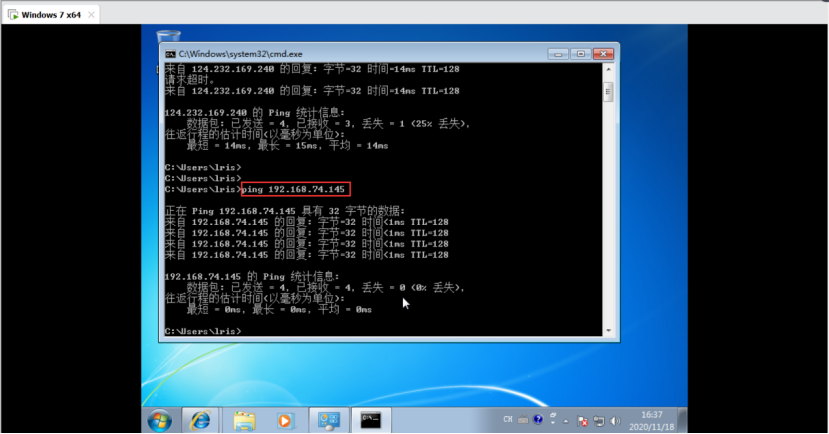 Windows 7 x64
C:\Windows\system32\cmd.exe
来自 124.232.169.240 的回复: 字节=32 时间=14ms TTL=128
请求超时。
来自 124.232.169.240 的回复: 字节=32 时间=14ms TTL=128
124.232.169.240 的 Ping 统计信息:
数据包: 已发送 = 4, 已接收 = 3, 丢失 = 1 (25% 丢失),
往返行程的估计时间(以毫秒为单位):
最短 = 14ms, 最长 = 15ms, 平均 = 14ms
C:\Users\lris>
C:\Users\lris>
C:\Users\lris>ping 192.168.74.145
正在 Ping 192.168.74.145 具有 32 字节的数据:
来自 192.168.74.145 的回复: 字节=32 时间<1ms TTL=128
来自 192.168.74.145 的回复: 字节=32 时间<1ms TTL=128
来自 192.168.74.145 的回复: 字节=32 时间<1ms TTL=128
来自 192.168.74.145 的回复: 字节=32 时间<1ms TTL=128
192.168.74.145 的 Ping 统计信息:
数据包: 已发送 = 4, 已接收 = 4, 丢失 = 0 (0% 丢失),
往返行程的估计时间(以毫秒为单位):
最短 = 0ms, 最长 = 0ms, 平均 = 0ms
C:\Users\lris>
CH
16:37
2020/11/18